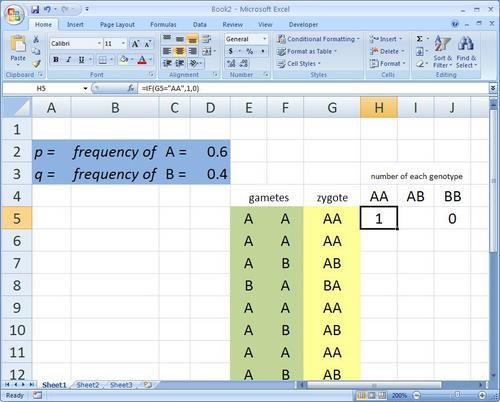 Book2 - Microsoft Excel
Home Insert Page Layout Formulas Data Review View Developer
Paste
Calibri 11
General
Conditional Formatting
Format as Table
Cell Styles
Insert
Delete
Format
Sort & Filter
Find & Select
Clipboard Font Alignment Number Styles Cells Editing
H5 =IF(G5="AA",1,0)
A B C D E F G H I J
1
2 p = frequency of A = 0.6
3 q = frequency of B = 0.4 number of each genotype
4 gametes zygote AA AB BB
5 A A AA 1 0
6 A A AA
7 A B AB
8 B A BA
9 A A AA
10 A B AB
11 A A AA
12 A B AB
Sheet1 Sheet2 Sheet3
Ready 200%